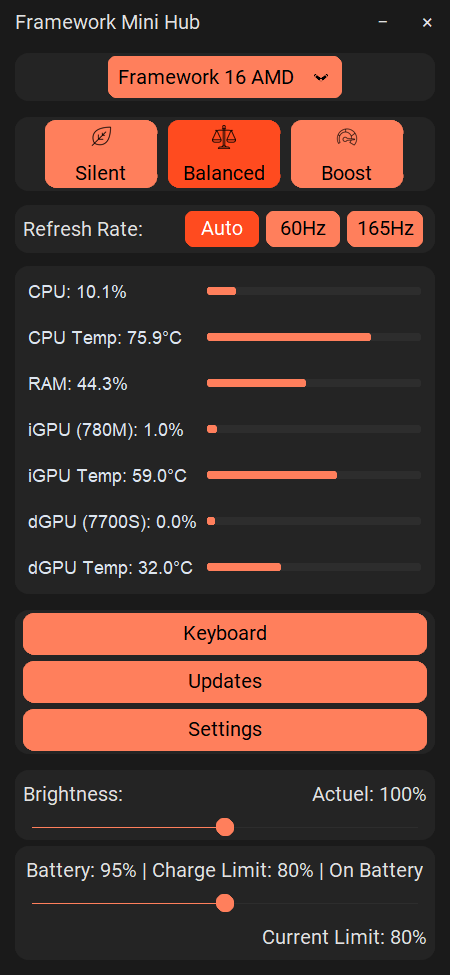 Framework Mini Hub
Framework 16 AMD
Silent Balanced Boost
Refresh Rate: Auto 60Hz 165Hz
CPU: 10.1%
CPU Temp: 75.9°C
RAM: 44.3%
iGPU (780M): 1.0%
iGPU Temp: 59.0°C
dGPU (7700S): 0.0%
dGPU Temp: 32.0°C
Keyboard
Updates
Settings
Brightness: Actuel: 100%
Battery: 95% | Charge Limit: 80% | On Battery
Current Limit: 80%